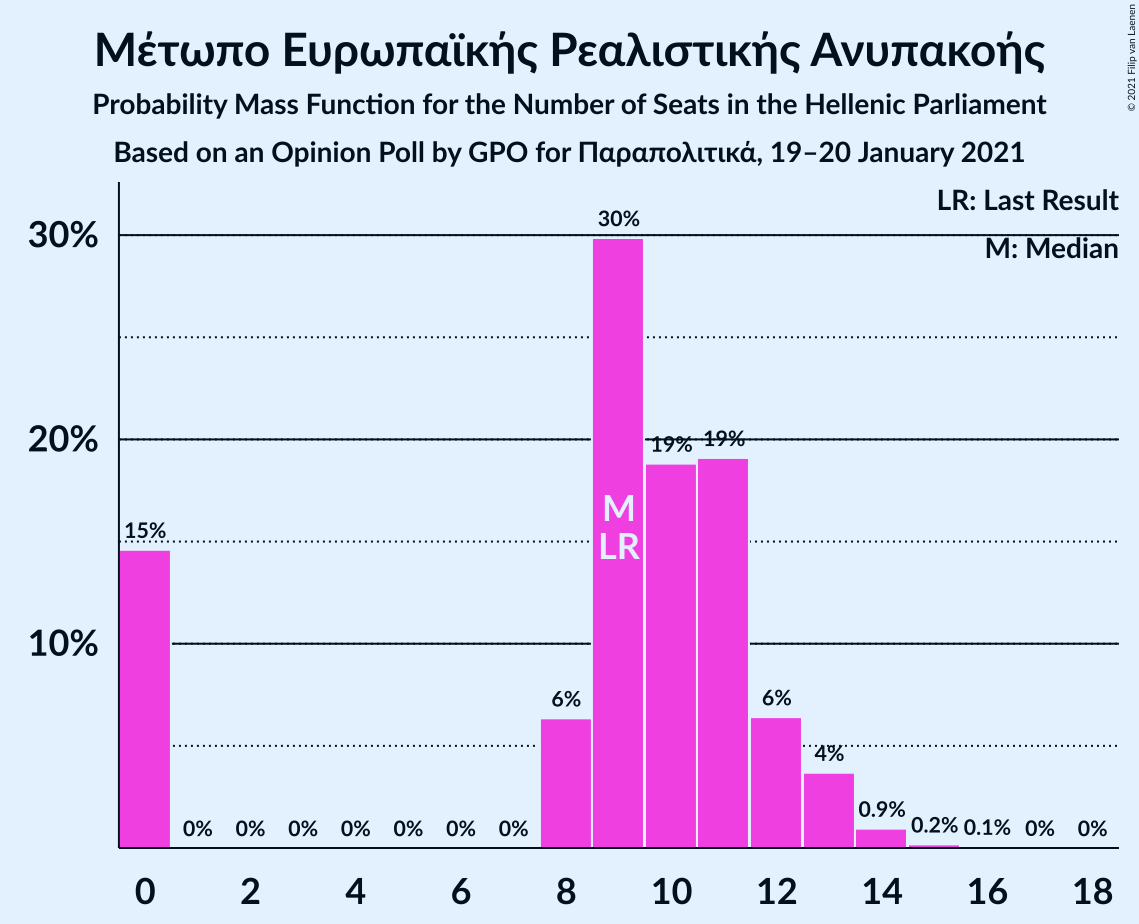 Μέτωπο Ευρωπαϊκής Ρεαλιστικής Ανυπακοής
Probability Mass Function for the Number of Seats in the Hellenic Parliament
Based on an Opinion Poll by GPO for Παραπολιτικά, 19–20 January 2021
© 2021 Filip van Laenen
LR: Last Result
M: Median
30%
20%
10%
15%
0%
0%
0%
0%
0%
0%
0%
6%
30%
19%
19%
6%
4%
0.9%
0.2%
0.1%
0%
0%
M
LR
0 2 4 6 8 10 12 14 16 18